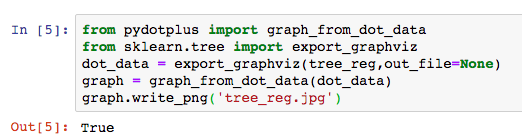 In [5]: from pydotplus import graph_from_dot_data
from sklearn.tree import export_graphviz
dot_data = export_graphviz(tree_reg,out_file=None)
graph = graph_from_dot_data(dot_data)
graph.write_png('tree_reg.jpg')
Out[5]: True